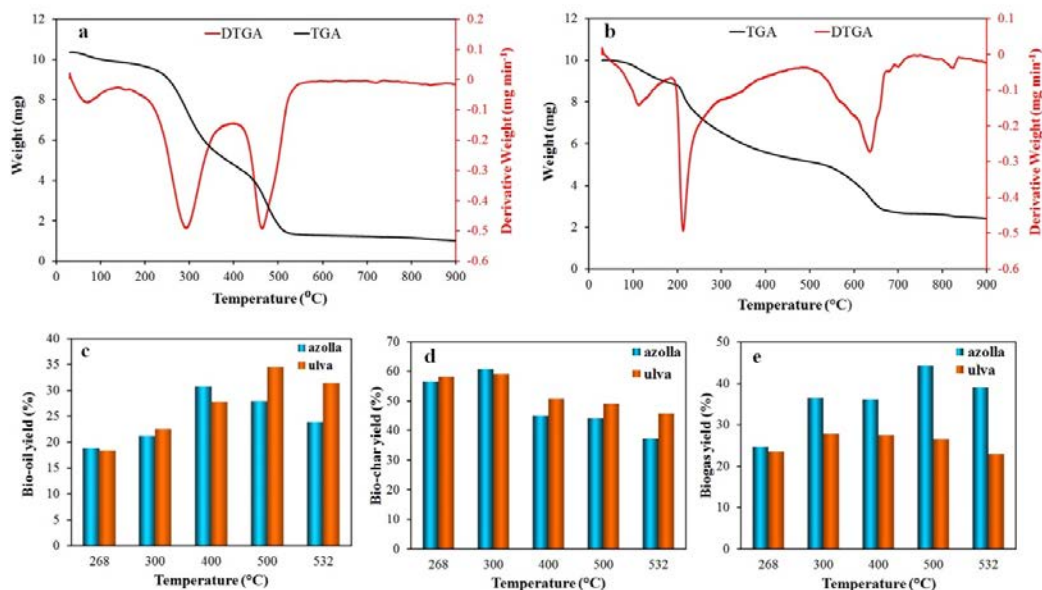 a
DTGA TGA
Weight (mg)
12
10
8
6
4
2
0
0.2
0.1
0
-0.1
-0.2
-0.3
-0.4
-0.5
-0.6
Derivative Weight (mg min⁻¹)
0 100 200 300 400 500 600 700 800 900
Temperature (⁰C)
b
TGA DTGA
Weight (mg)
12
10
8
6
4
2
0
0.1
0
-0.1
-0.2
-0.3
-0.4
-0.5
-0.6
Derivative Weight (mg min⁻¹)
0 100 200 300 400 500 600 700 800 900
Temperature (°C)
c
azolla
ulva
Bio-oil yield (%)
40
35
30
25
20
15
10
5
0
268 300 400 500 532
Temperature (°C)
d
azolla
ulva
Bio-char yield (%)
70
60
50
40
30
20
10
0
268 300 400 500 532
Temperature (°C)
e
azolla
ulva
Biogas yield (%)
50
40
30
20
10
0
268 300 400 500 532
Temperature (°C)